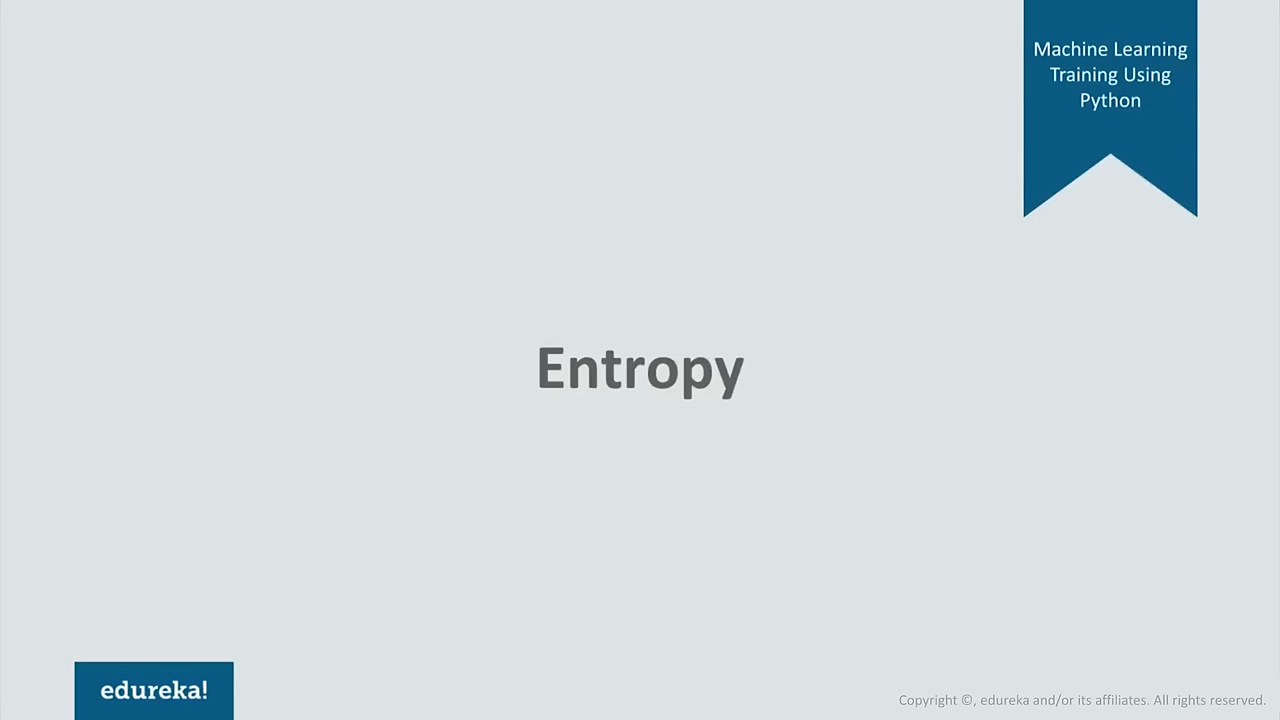 Machine Learning
Training Using
Python
Entropy
edureka!
Copyright ©, edureka and/or its affiliates. All rights reserved.